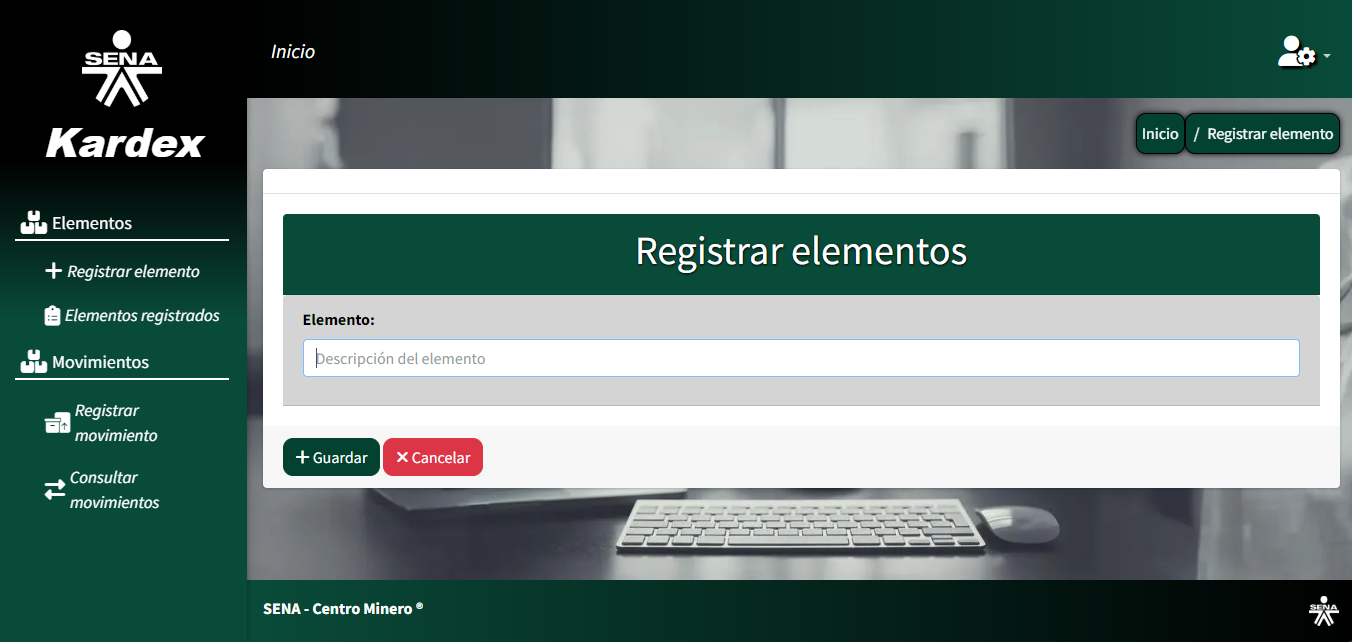 SENA
Kardex
Elementos
Registrar elemento
Elementos registrados
Movimientos
Registrar
movimiento
Consultar
movimientos
Inicio
Inicio / Registrar elemento
Registrar elementos
Elemento:
Descripción del elemento
Guardar Cancelar
SENA - Centro Minero ®
SENA